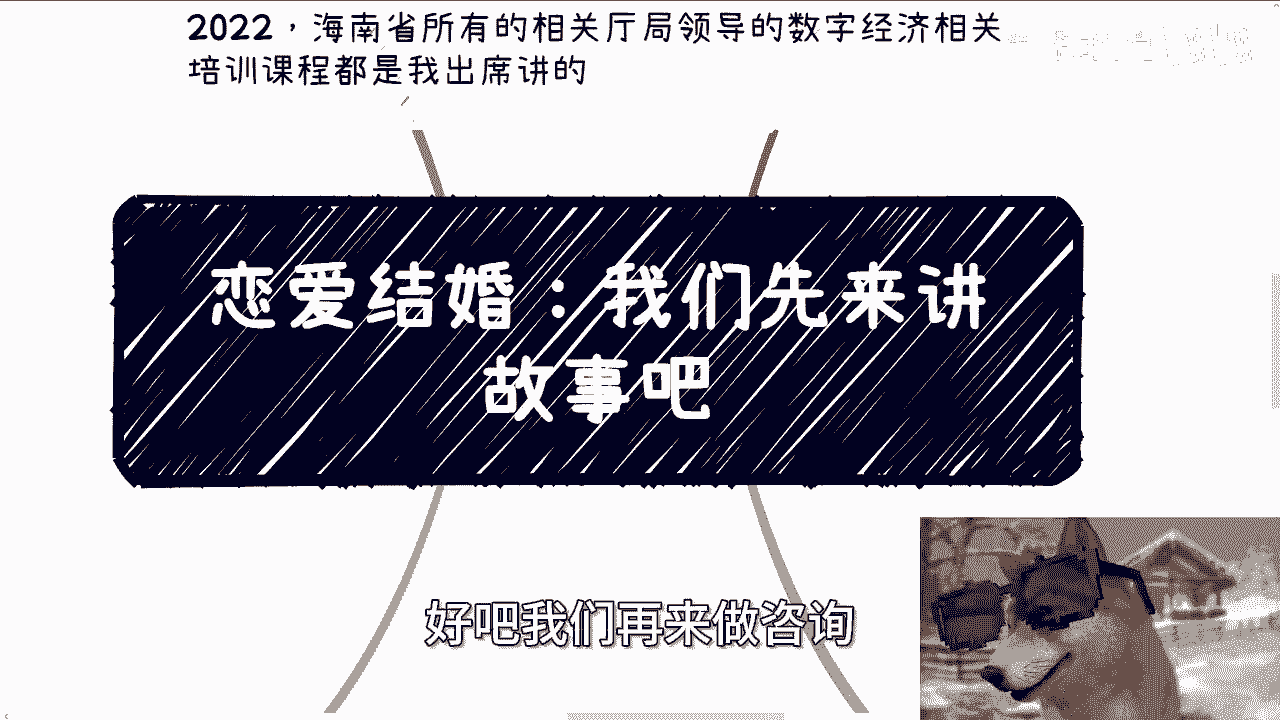 2022，海南省所有的相关厅局领导的数字经济相关
培训课程都是我出席讲的
恋爱结婚：我们先来讲
故事吧
好吧我们再来做咨询